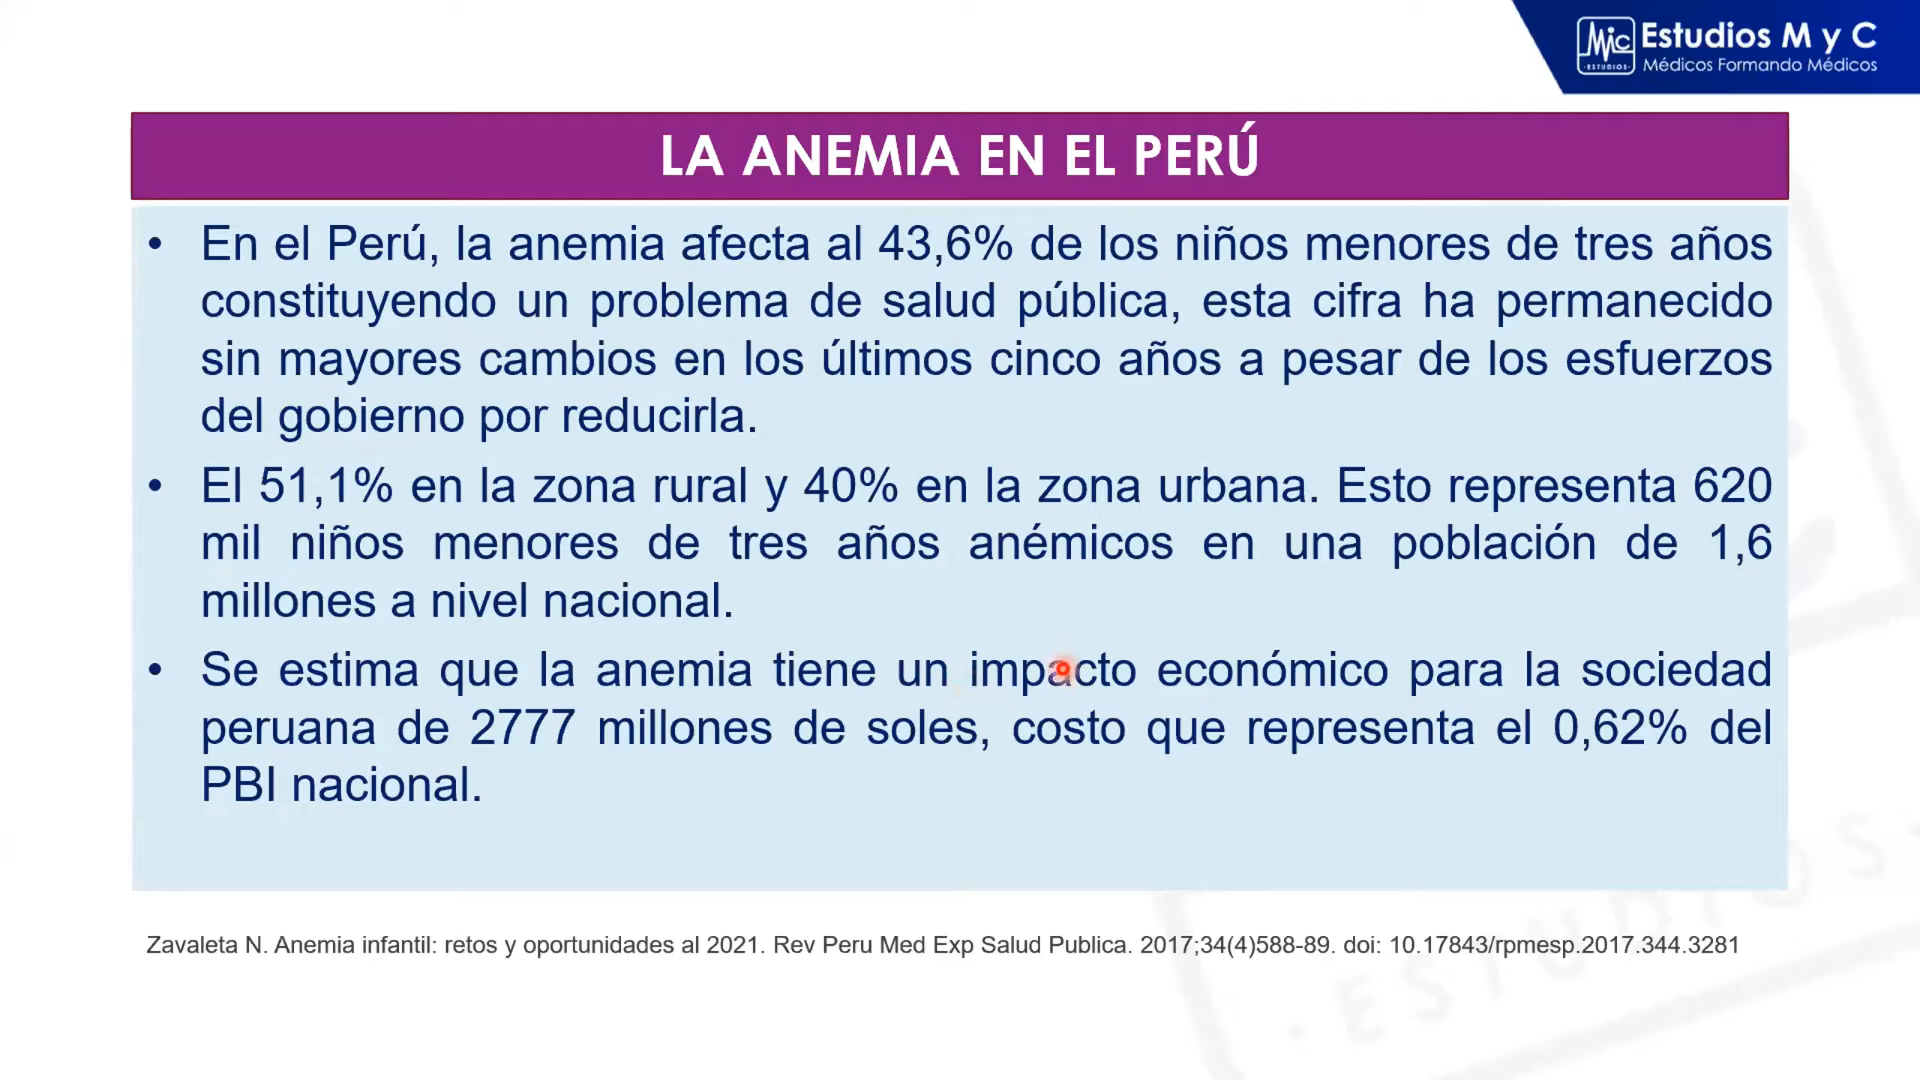 Mic
ESTUDIOS
Estudios M y C
Médicos Formando Médicos
LA ANEMIA EN EL PERÚ
• En el Perú, la anemia afecta al 43,6% de los niños menores de tres años
constituyendo un problema de salud pública, esta cifra ha permanecido
sin mayores cambios en los últimos cinco años a pesar de los esfuerzos
del gobierno por reducirla.
• El 51,1% en la zona rural y 40% en la zona urbana. Esto representa 620
mil niños menores de tres años anémicos en una población de 1,6
millones a nivel nacional.
• Se estima que la anemia tiene un impacto económico para la sociedad
peruana de 2777 millones de soles, costo que representa el 0,62% del
PBI nacional.
Zavaleta N. Anemia infantil: retos y oportunidades al 2021. Rev Peru Med Exp Salud Publica. 2017;34(4)588-89. doi: 10.17843/rpmesp.2017.344.3281
· ESTUDIOS ·